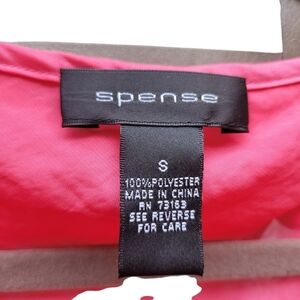 spense
S
100%POLYESTER
MADE IN CHINA
RN 73163
SEE REVERSE
FOR CARE